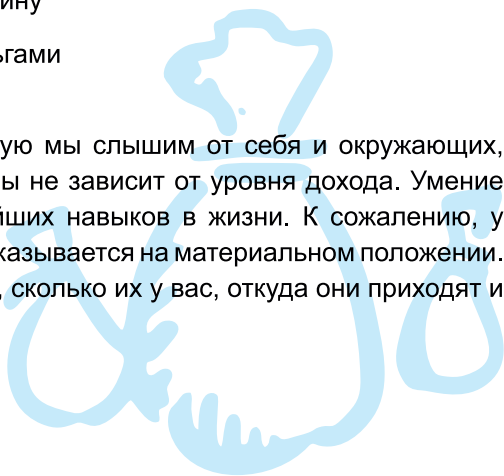 ину
ьгами
ую мы слышим от себя и окружающих,
ы не зависит от уровня дохода. Умение
йших навыков в жизни. К сожалению, у
казывается на материальном положении.
, сколько их у вас, откуда они приходят и